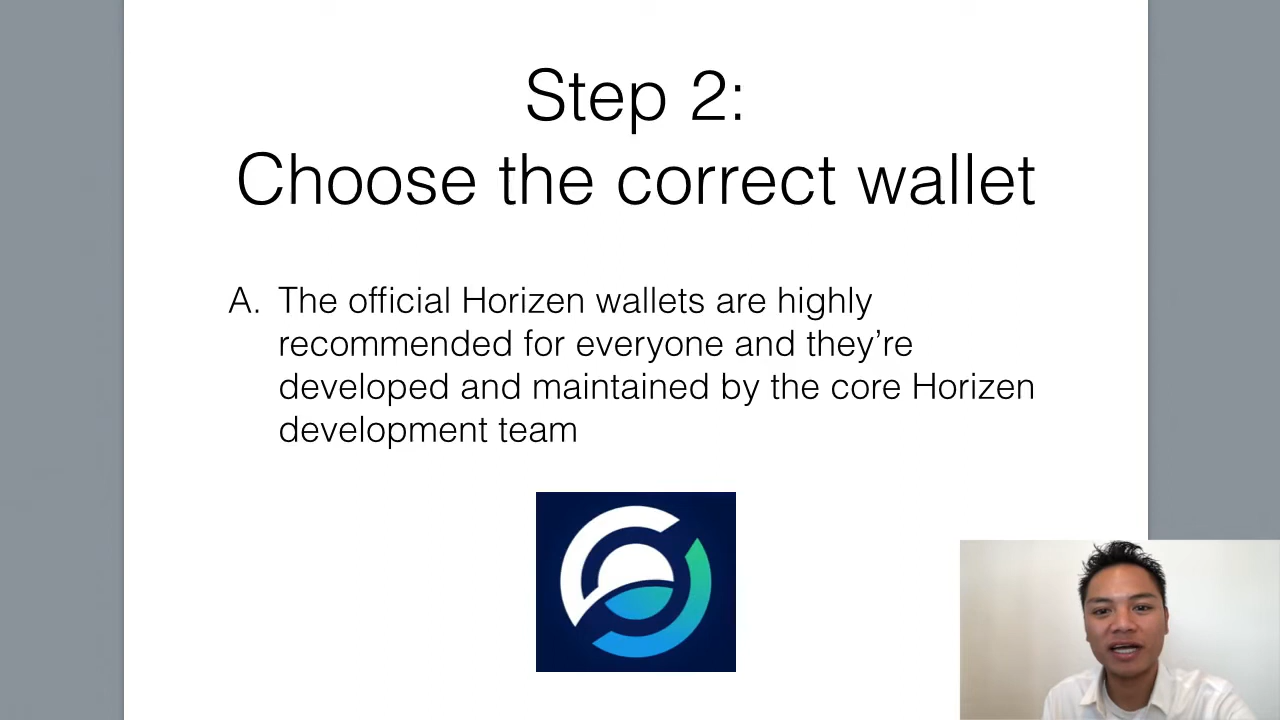 Step 2:
Choose the correct wallet
A. The official Horizen wallets are highly
recommended for everyone and they’re
developed and maintained by the core Horizen
development team